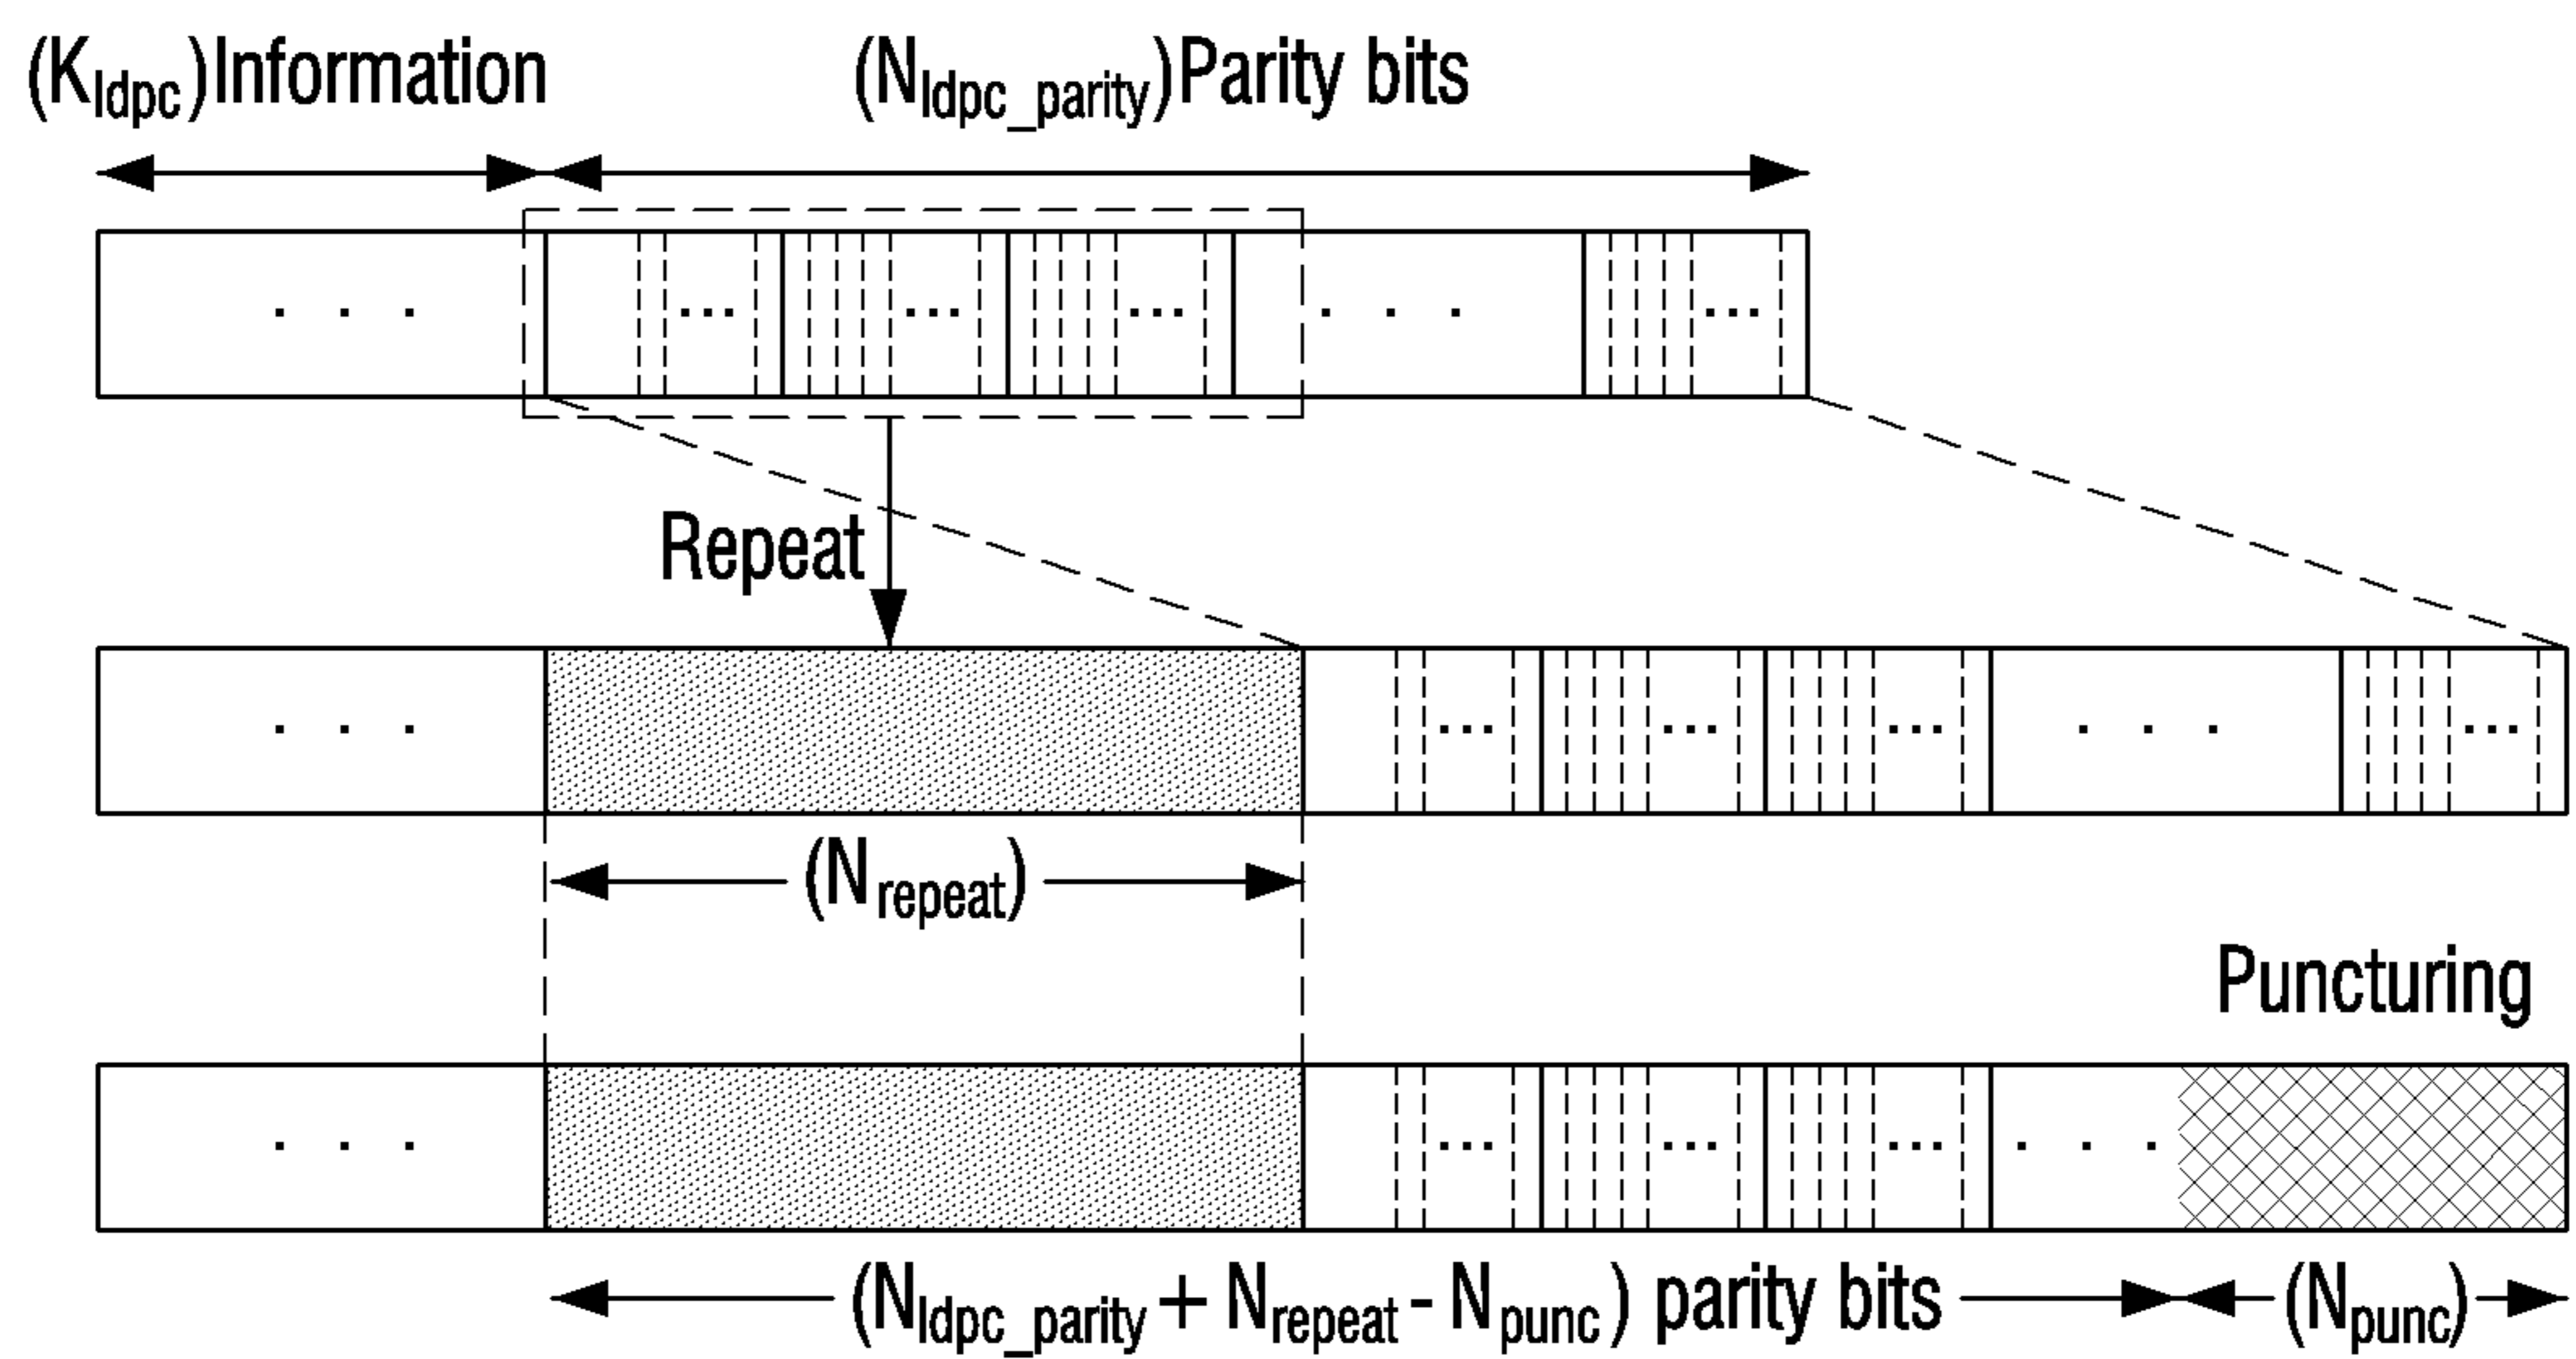 (Kldpc)Information
(Nldpc_parity)Parity bits
Repeat
(Nrepeat)
Puncturing
(Nldpc_parity + Nrepeat - Npunc) parity bits
(Npunc)